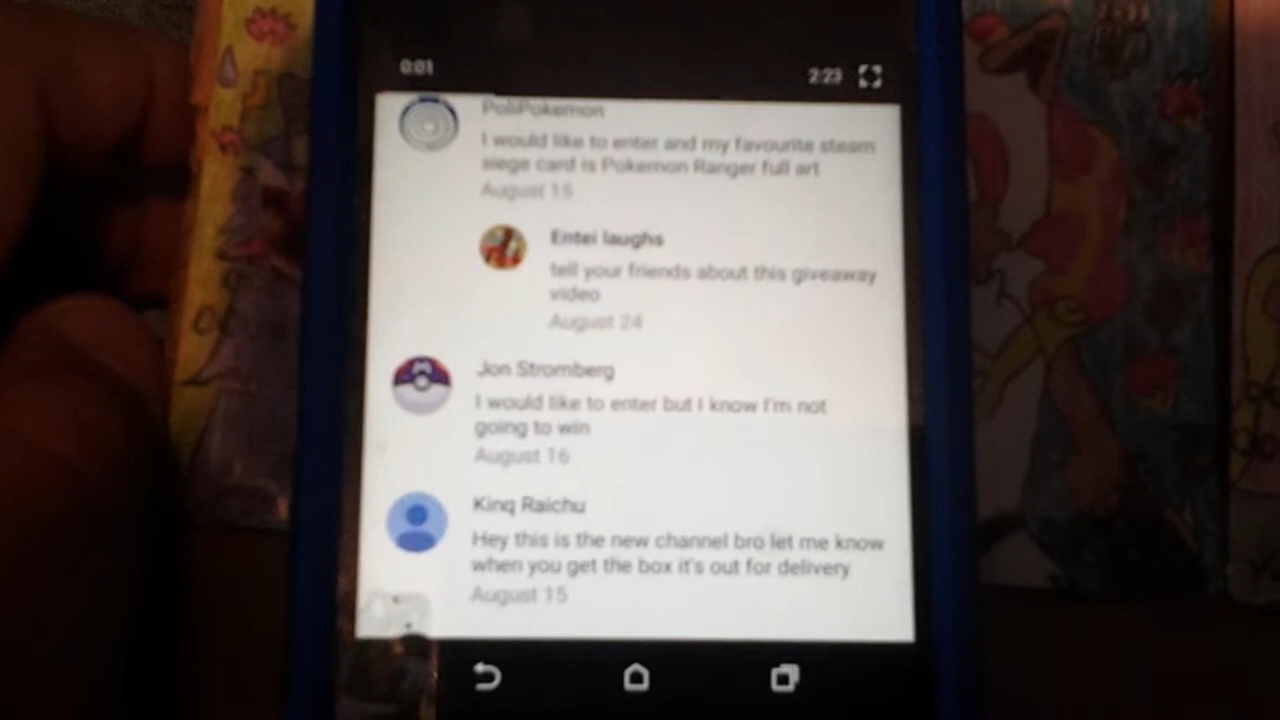 0:01
2:23
PoliPokemon
I would like to enter and my favourite steam
siege card is Pokemon Ranger full art
August 15
Entei laughs
tell your friends about this giveaway
video
August 24
Jon Stromberg
I would like to enter but I know I'm not
going to win
August 16
King Raichu
Hey this is the new channel bro let me know
when you get the box it's out for delivery
August 15